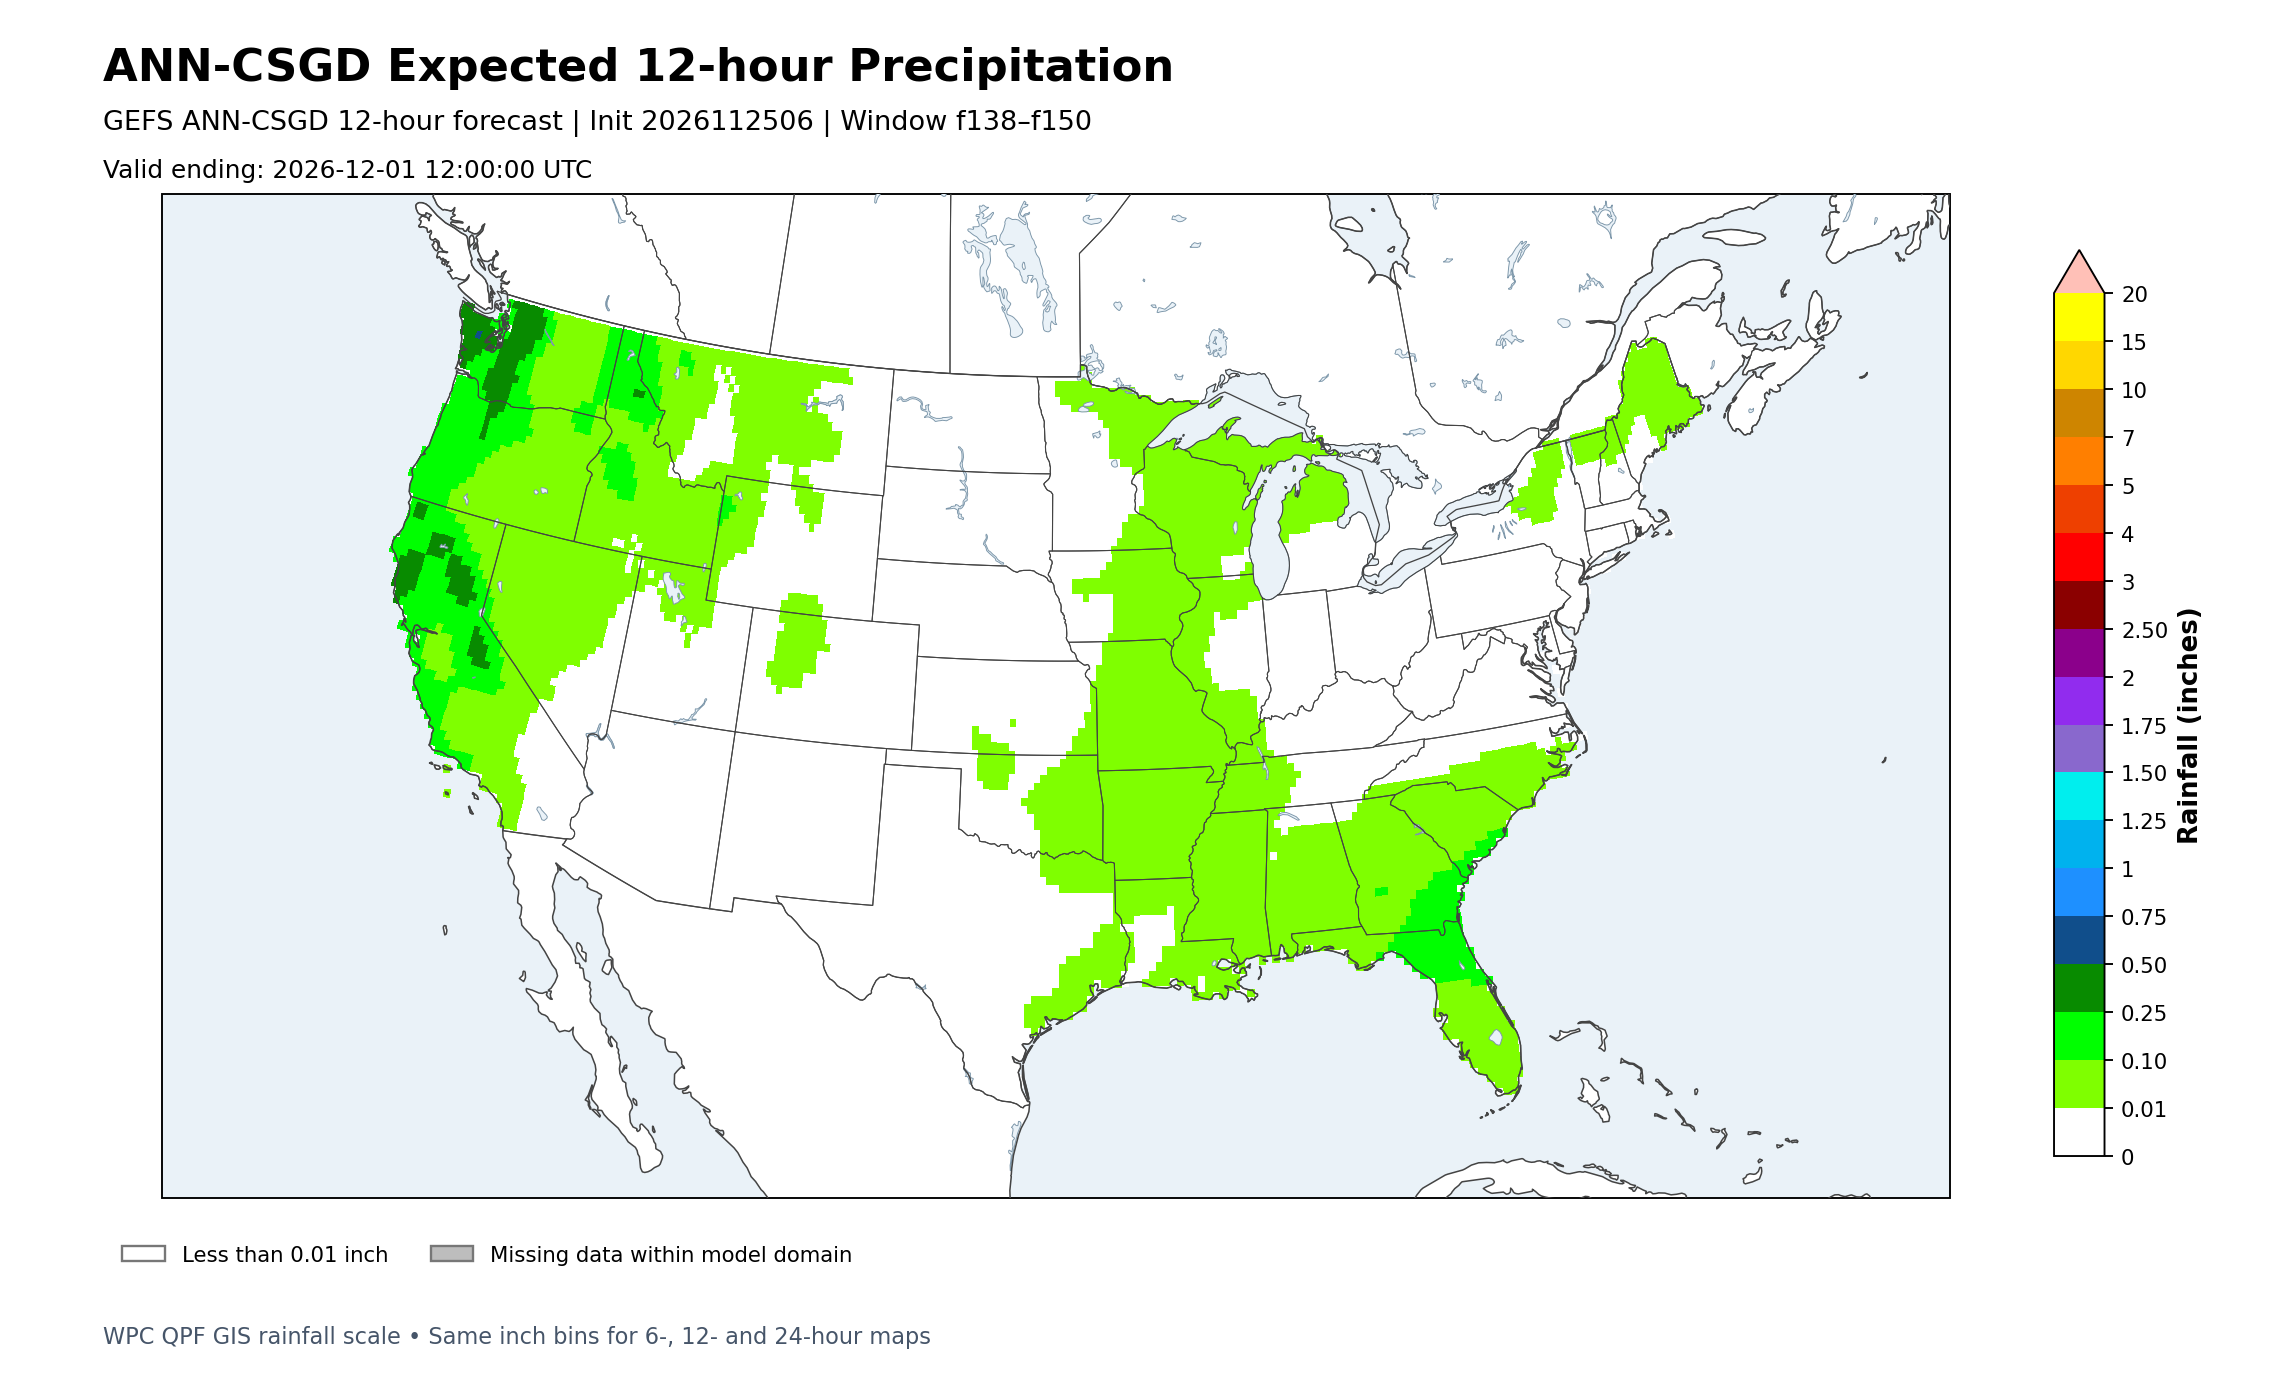 ANN-CSGD Expected 12-hour Precipitation
GEFS ANN-CSGD 12-hour forecast | Init 2026112506 | Window f138–f150
Valid ending: 2026-12-01 12:00:00 UTC
20
15
10
7
5
4
3
2.50
2
1.75
1.50
1.25
1
0.75
0.50
0.25
0.10
0.01
0
Rainfall (inches)
Less than 0.01 inch
Missing data within model domain
WPC QPF GIS rainfall scale • Same inch bins for 6-, 12- and 24-hour maps